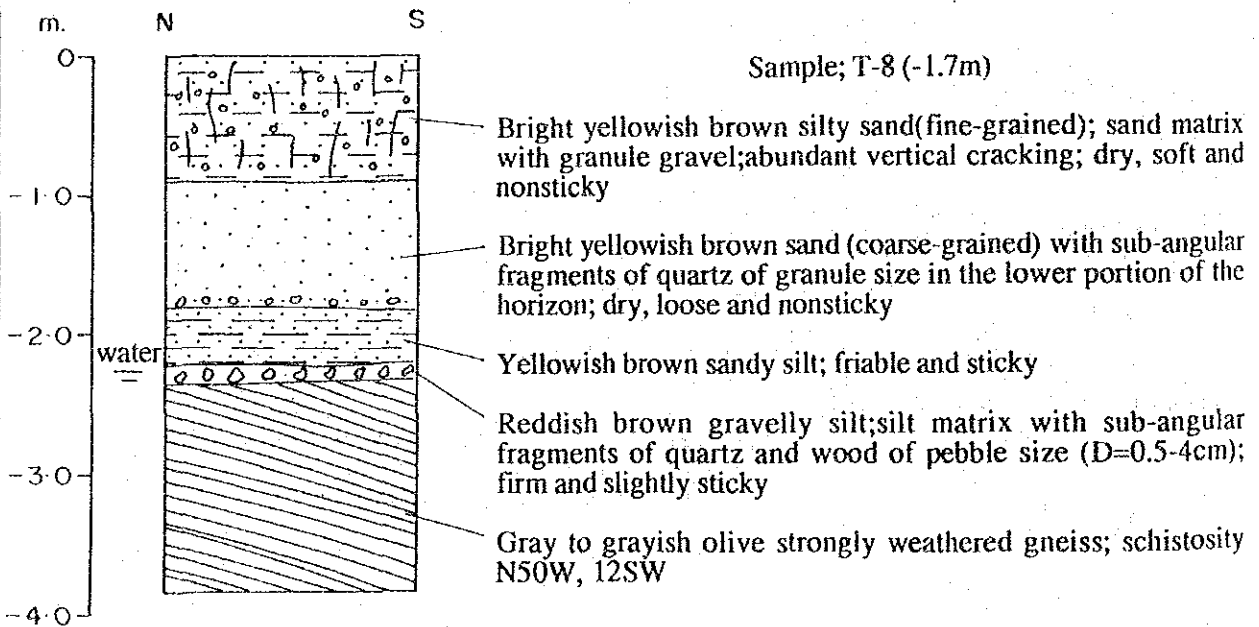 m.
N
S
0
-1·0
-2·0
water
-3·0
-4·0
Sample; T-8 (-1.7m)
Bright yellowish brown silty sand(fine-grained); sand matrix
with granule gravel;abundant vertical cracking; dry, soft and
nonsticky
Bright yellowish brown sand (coarse-grained) with sub-angular
fragments of quartz of granule size in the lower portion of the
horizon; dry, loose and nonsticky
Yellowish brown sandy silt; friable and sticky
Reddish brown gravelly silt;silt matrix with sub-angular
fragments of quartz and wood of pebble size (D=0.5-4cm);
firm and slightly sticky
Gray to grayish olive strongly weathered gneiss; schistosity
N50W, 12SW